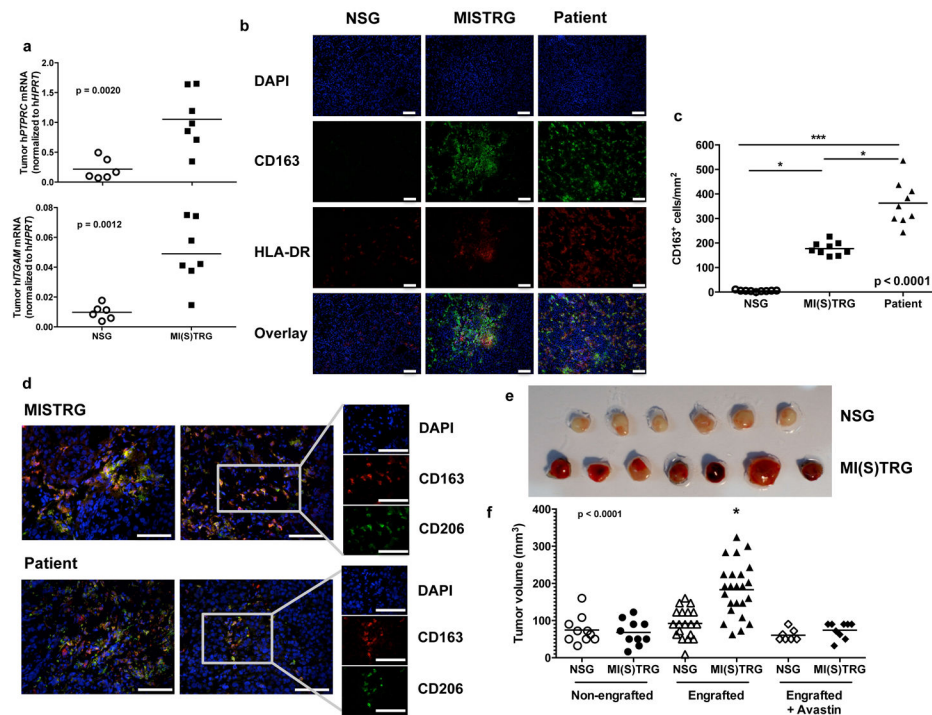 a
p = 0.0020
Tumor hPTPRC mRNA
(normalized to hHPRT)
2.0
1.5
1.0
0.5
0.0
p = 0.0012
Tumor hITGAM mRNA
(normalized to hHPRT)
0.08
0.06
0.04
0.02
0.00
NSG
MI(S)TRG
b
NSG
MISTRG
Patient
DAPI
CD163
HLA-DR
Overlay
c
***
*
*
CD163+ cells/mm2
600
500
400
300
200
100
0
p < 0.0001
NSG
MI(S)TRG
Patient
d
MISTRG
DAPI
CD163
CD206
Patient
DAPI
CD163
CD206
e
NSG
MI(S)TRG
f
p < 0.0001
*
Tumor volume (mm3)
400
300
200
100
0
NSG
MI(S)TRG
NSG
MI(S)TRG
NSG
MI(S)TRG
Non-engrafted
Engrafted
Engrafted
+ Avastin